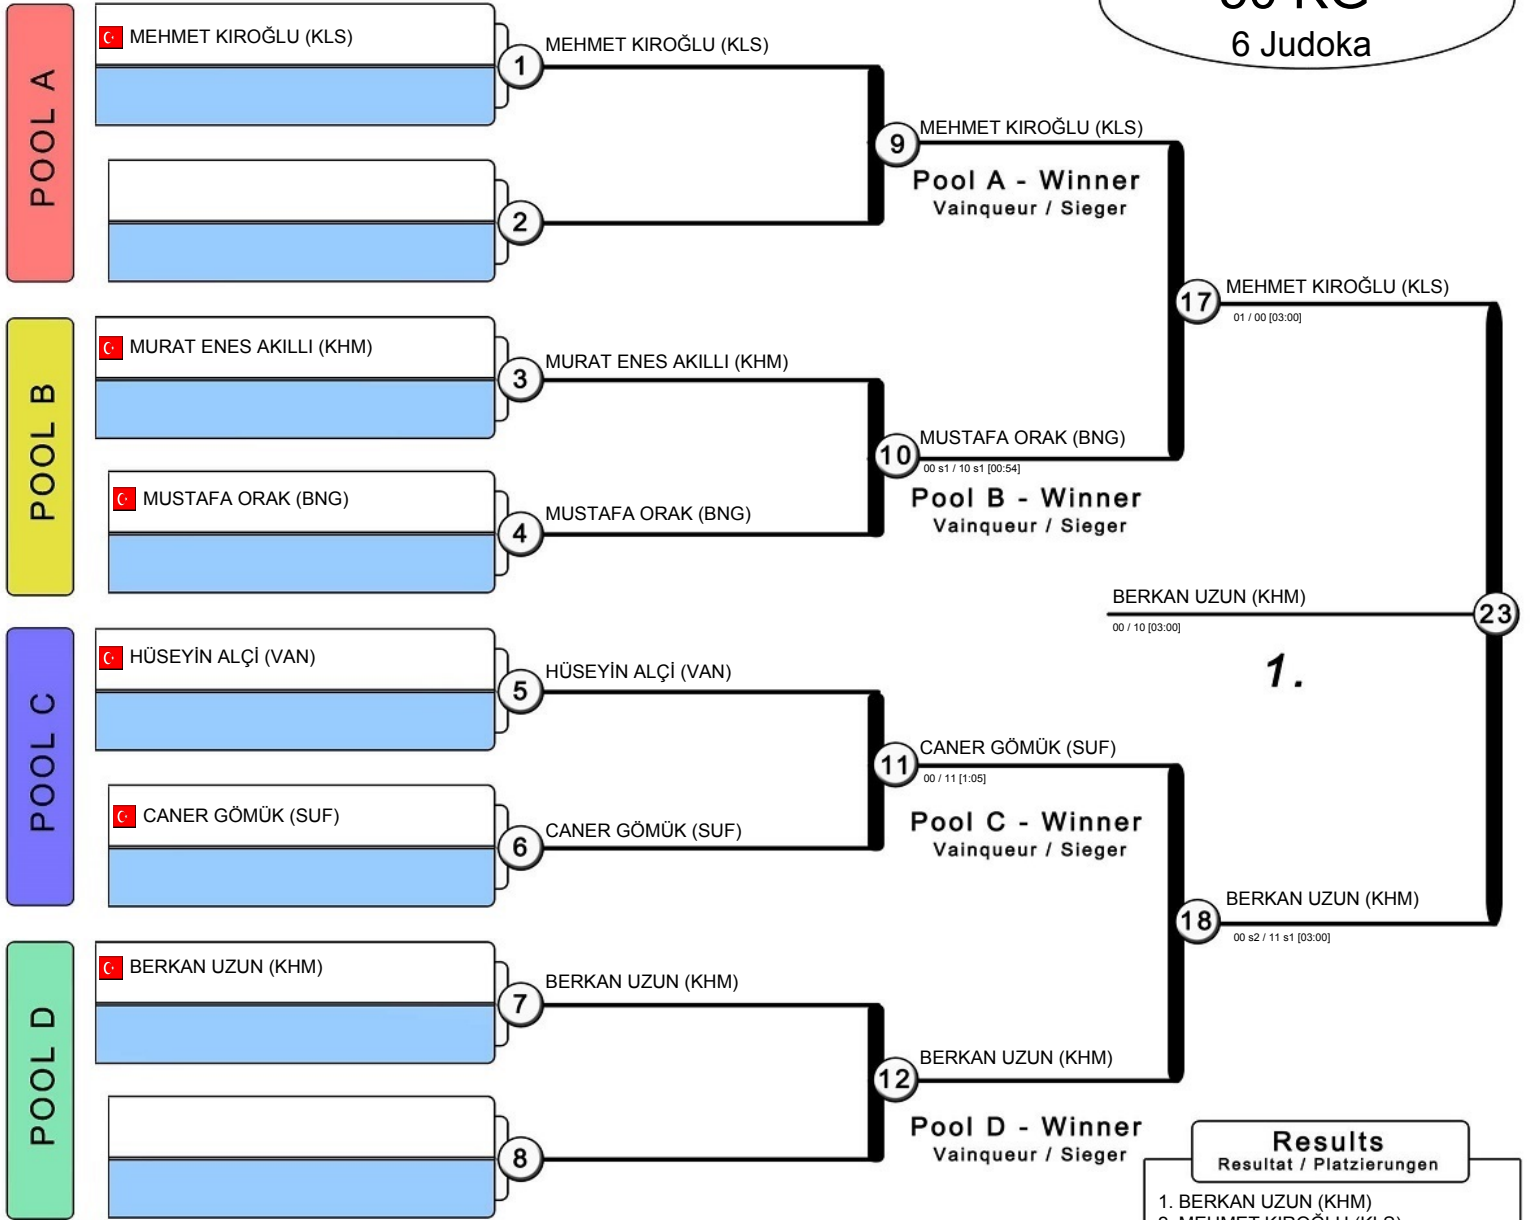 6 Judoka
POOL A
MEHMET KIROĞLU (KLS)
1
MEHMET KIROĞLU (KLS)
2
9
MEHMET KIROĞLU (KLS)
Pool A - Winner
Vainqueur / Sieger
17
MEHMET KIROĞLU (KLS)
01 / 00 [03:00]
POOL B
MURAT ENES AKILLI (KHM)
3
MURAT ENES AKILLI (KHM)
MUSTAFA ORAK (BNG)
4
MUSTAFA ORAK (BNG)
10
MUSTAFA ORAK (BNG)
00 s1 / 10 s1 [00:54]
Pool B - Winner
Vainqueur / Sieger
BERKAN UZUN (KHM)
23
00 / 10 [03:00]
1.
POOL C
HÜSEYİN ALÇİ (VAN)
5
HÜSEYİN ALÇİ (VAN)
CANER GÖMÜK (SUF)
6
CANER GÖMÜK (SUF)
11
CANER GÖMÜK (SUF)
00 / 11 [1:05]
Pool C - Winner
Vainqueur / Sieger
18
BERKAN UZUN (KHM)
00 s2 / 11 s1 [03:00]
POOL D
BERKAN UZUN (KHM)
7
BERKAN UZUN (KHM)
8
12
BERKAN UZUN (KHM)
Pool D - Winner
Vainqueur / Sieger
Results
Resultat / Platzierungen
1. BERKAN UZUN (KHM)
2. MEHMET KIROĞLU (KLS)